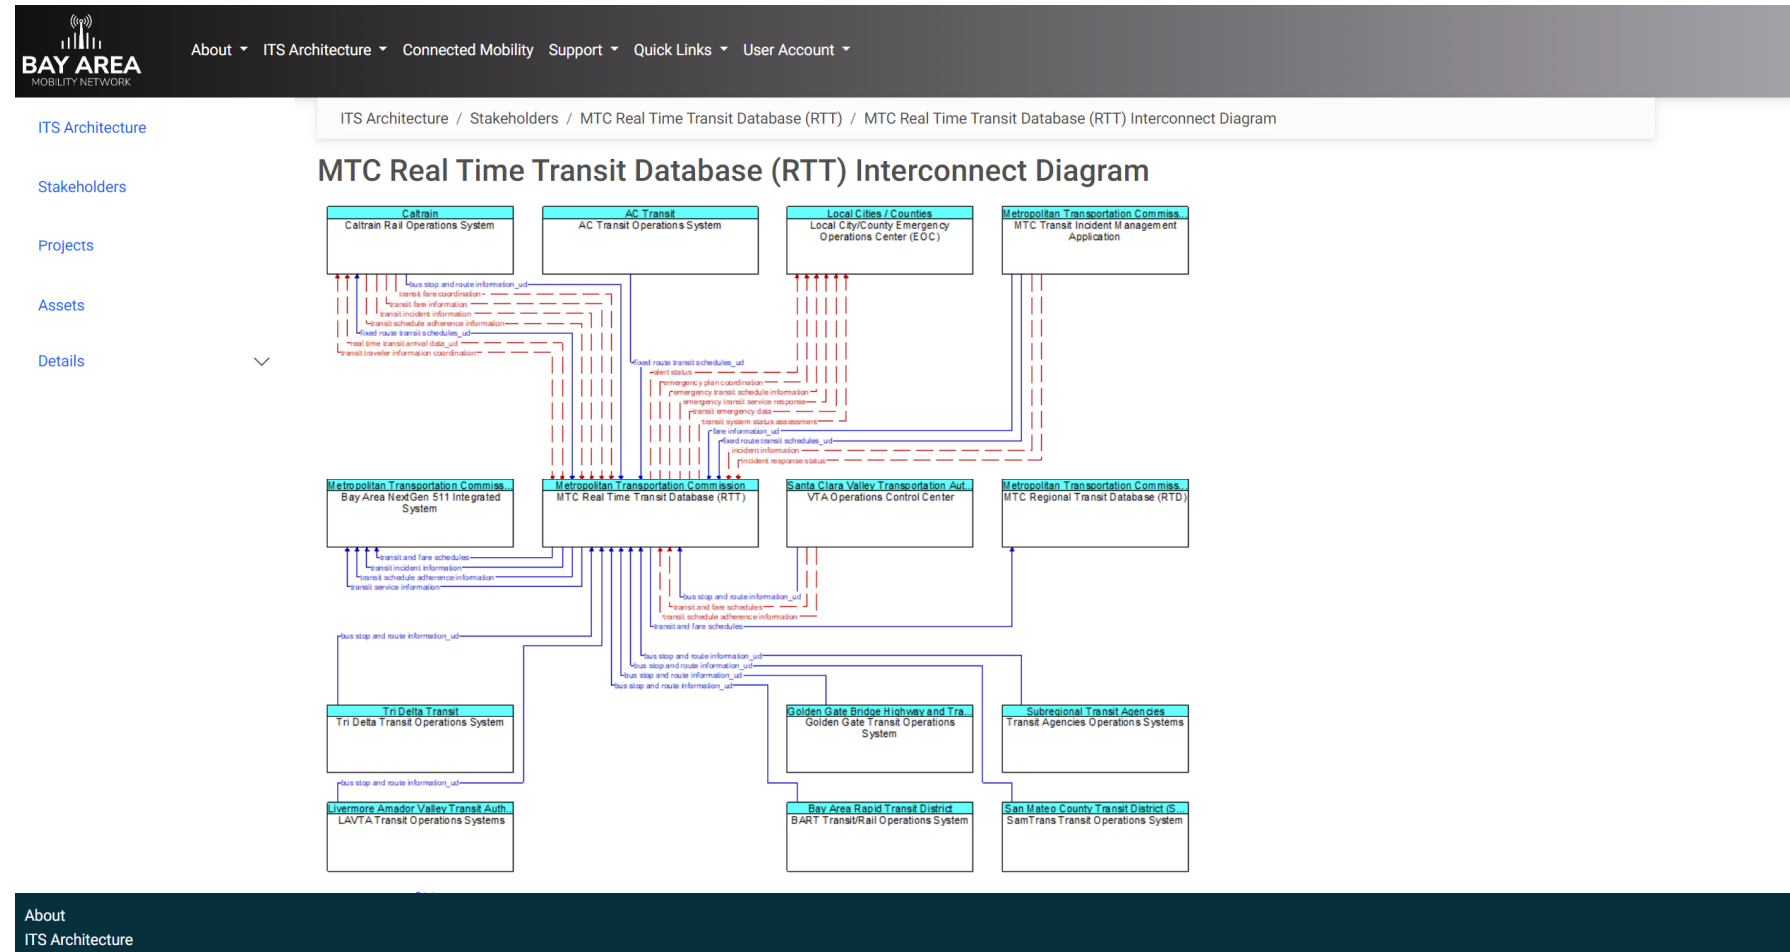 BAY AREA
MOBILITY NETWORK
About
ITS Architecture
Connected Mobility
Support
Quick Links
User Account
ITS Architecture
Stakeholders
Projects
Assets
Details
ITS Architecture / Stakeholders / MTC Real Time Transit Database (RTT) / MTC Real Time Transit Database (RTT) Interconnect Diagram
MTC Real Time Transit Database (RTT) Interconnect Diagram
Caltrain
Caltrain Rail Operations System
AC Transit
AC Transit Operations System
Local Cities / Counties
Local City/County Emergency
Operations Center (EOC)
Metropolitan Transportation Commiss...
MTC Transit Incident Management
Application
bus stop and route information_ud
transit fare coordination
transit fare information
transit incident information
transit schedule adherence information
fixed route transit schedules_ud
real time transit arrival data_ud
transit traveler information coordination
fixed route transit schedules_ud
alert status
emergency plan coordination
emergency transit schedule information
emergency transit service response
transit emergency data
transit system status assessment
fare information_ud
fixed route transit schedules_ud
incident information
incident response status
Metropolitan Transportation Commiss...
Bay Area NextGen 511 Integrated
System
Metropolitan Transportation Commission
MTC Real Time Transit Database (RTT)
Santa Clara Valley Transportation Aut...
VTA Operations Control Center
Metropolitan Transportation Commiss...
MTC Regional Transit Database (RTD)
transit and fare schedules
transit incident information
transit schedule adherence information
transit service information
bus stop and route information_ud
transit and fare schedules
transit schedule adherence information
transit and fare schedules
bus stop and route information_ud
bus stop and route information_ud
bus stop and route information_ud
bus stop and route information_ud
bus stop and route information_ud
Tri Delta Transit
Tri Delta Transit Operations System
Golden Gate Bridge Highway and Tra...
Golden Gate Transit Operations
System
Subregional Transit Agencies
Transit Agencies Operations Systems
bus stop and route information_ud
Livermore Amador Valley Transit Auth...
LAVTA Transit Operations Systems
Bay Area Rapid Transit District
BART Transit/Rail Operations System
San Mateo County Transit District (S...
SamTrans Transit Operations System
About
ITS Architecture